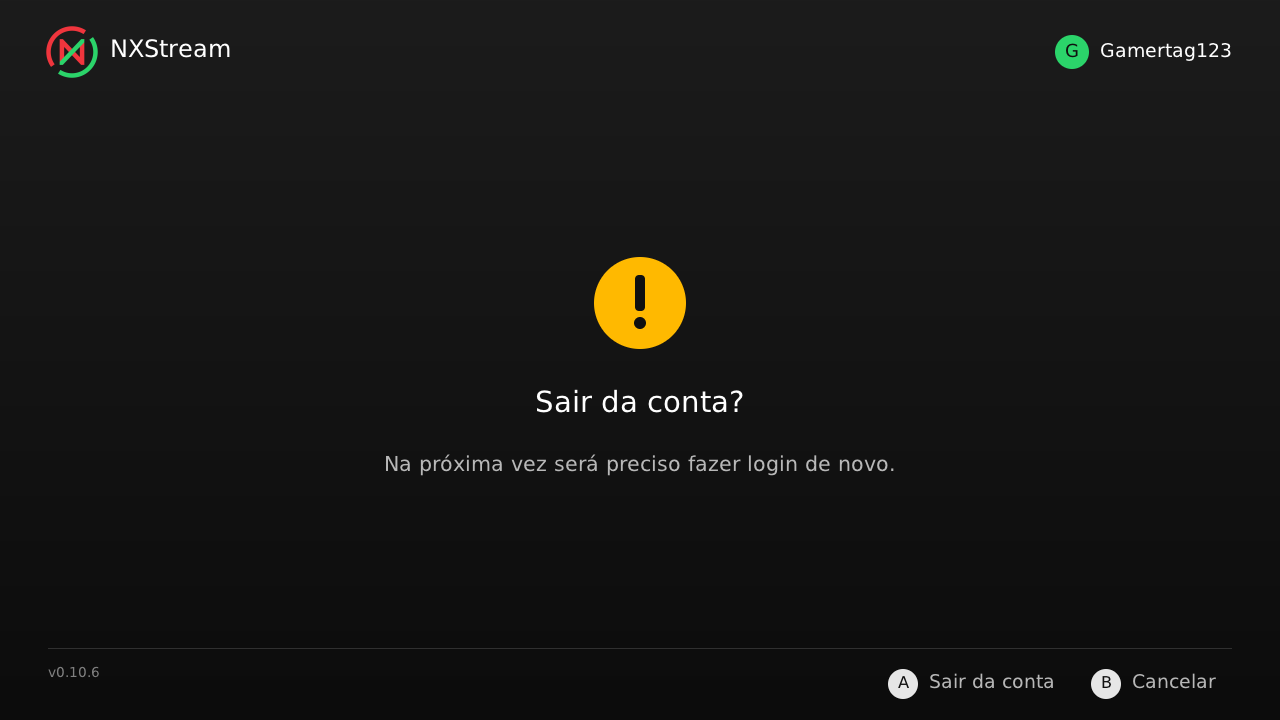 NXStream
G Gamertag123
Sair da conta?
Na próxima vez será preciso fazer login de novo.
v0.10.6
A Sair da conta B Cancelar